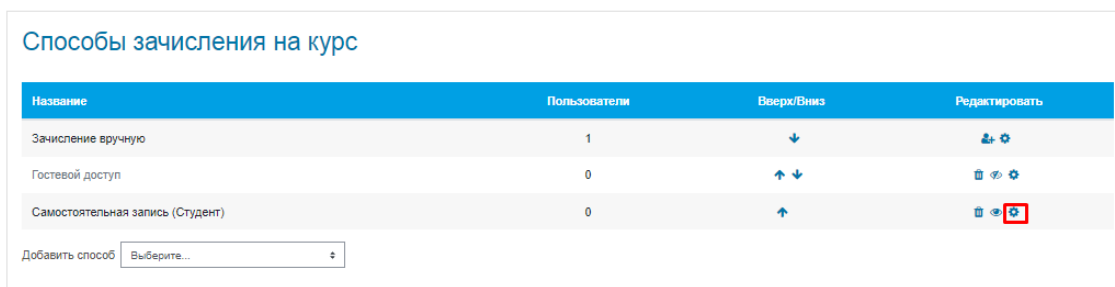 Способы зачисления на курс
Название Пользователи Вверх/Вниз Редактировать
Зачисление вручную 1
Гостевой доступ 0
Самостоятельная запись (Студент) 0
Добавить способ Выберите...